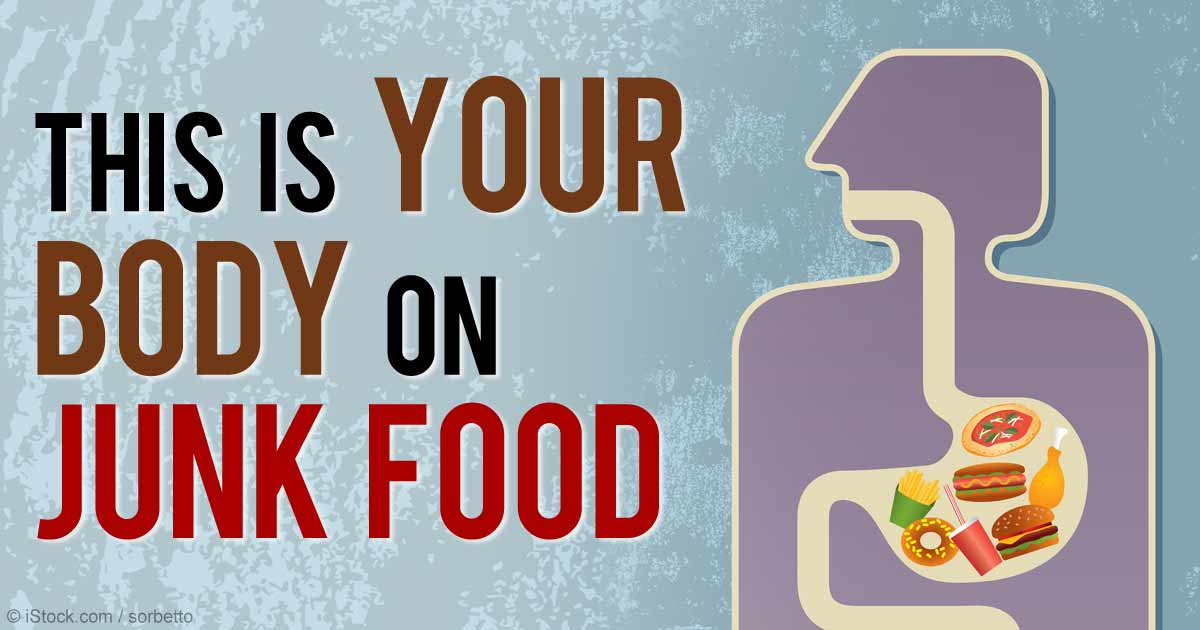 THIS IS YOUR
BODY ON
JUNK FOOD
© iStock.com / sorbetto